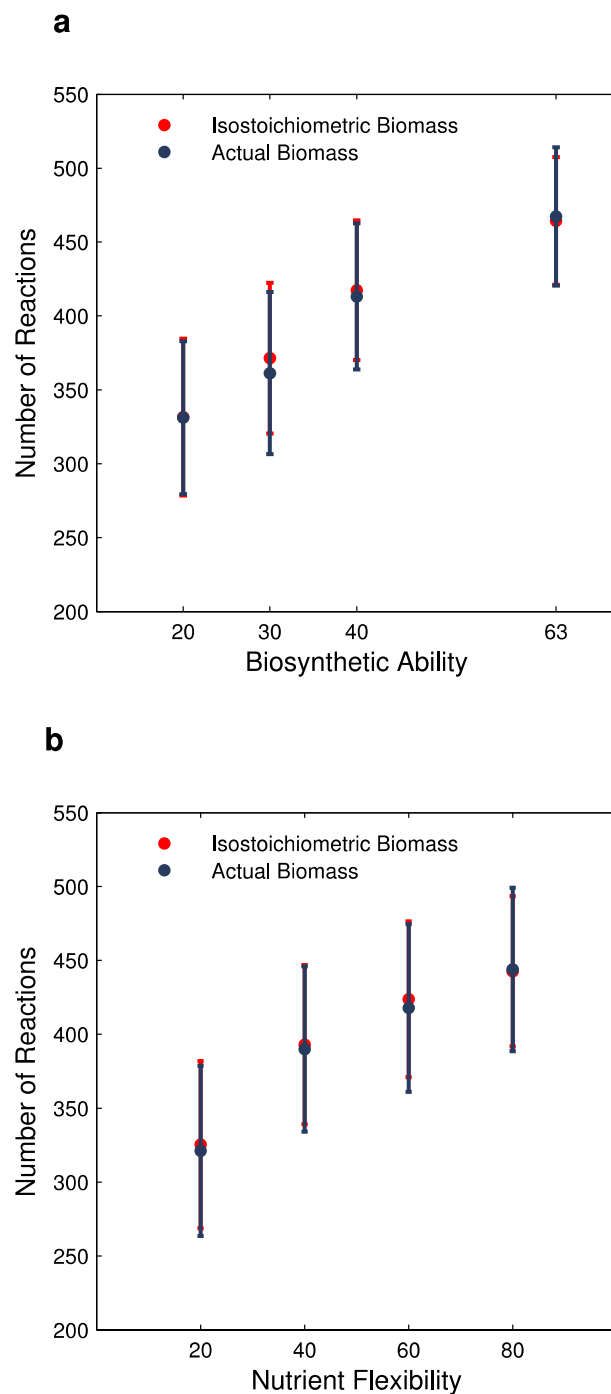 a
550
500
450
400
350
300
250
200
Number of Reactions
Isostoichiometric Biomass
Actual Biomass
20 30 40 63
Biosynthetic Ability
b
550
500
450
400
350
300
250
200
Number of Reactions
Isostoichiometric Biomass
Actual Biomass
20 40 60 80
Nutrient Flexibility